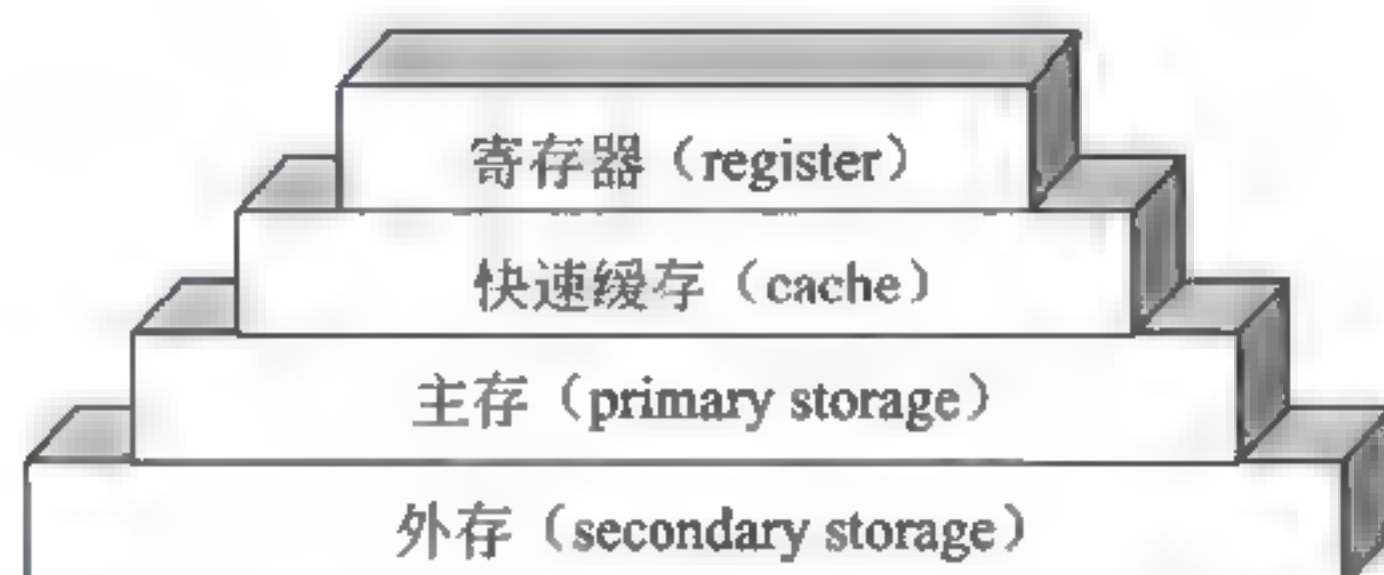 寄存器（register）
快速缓存（cache）
主存（primary storage）
外存（secondary storage）